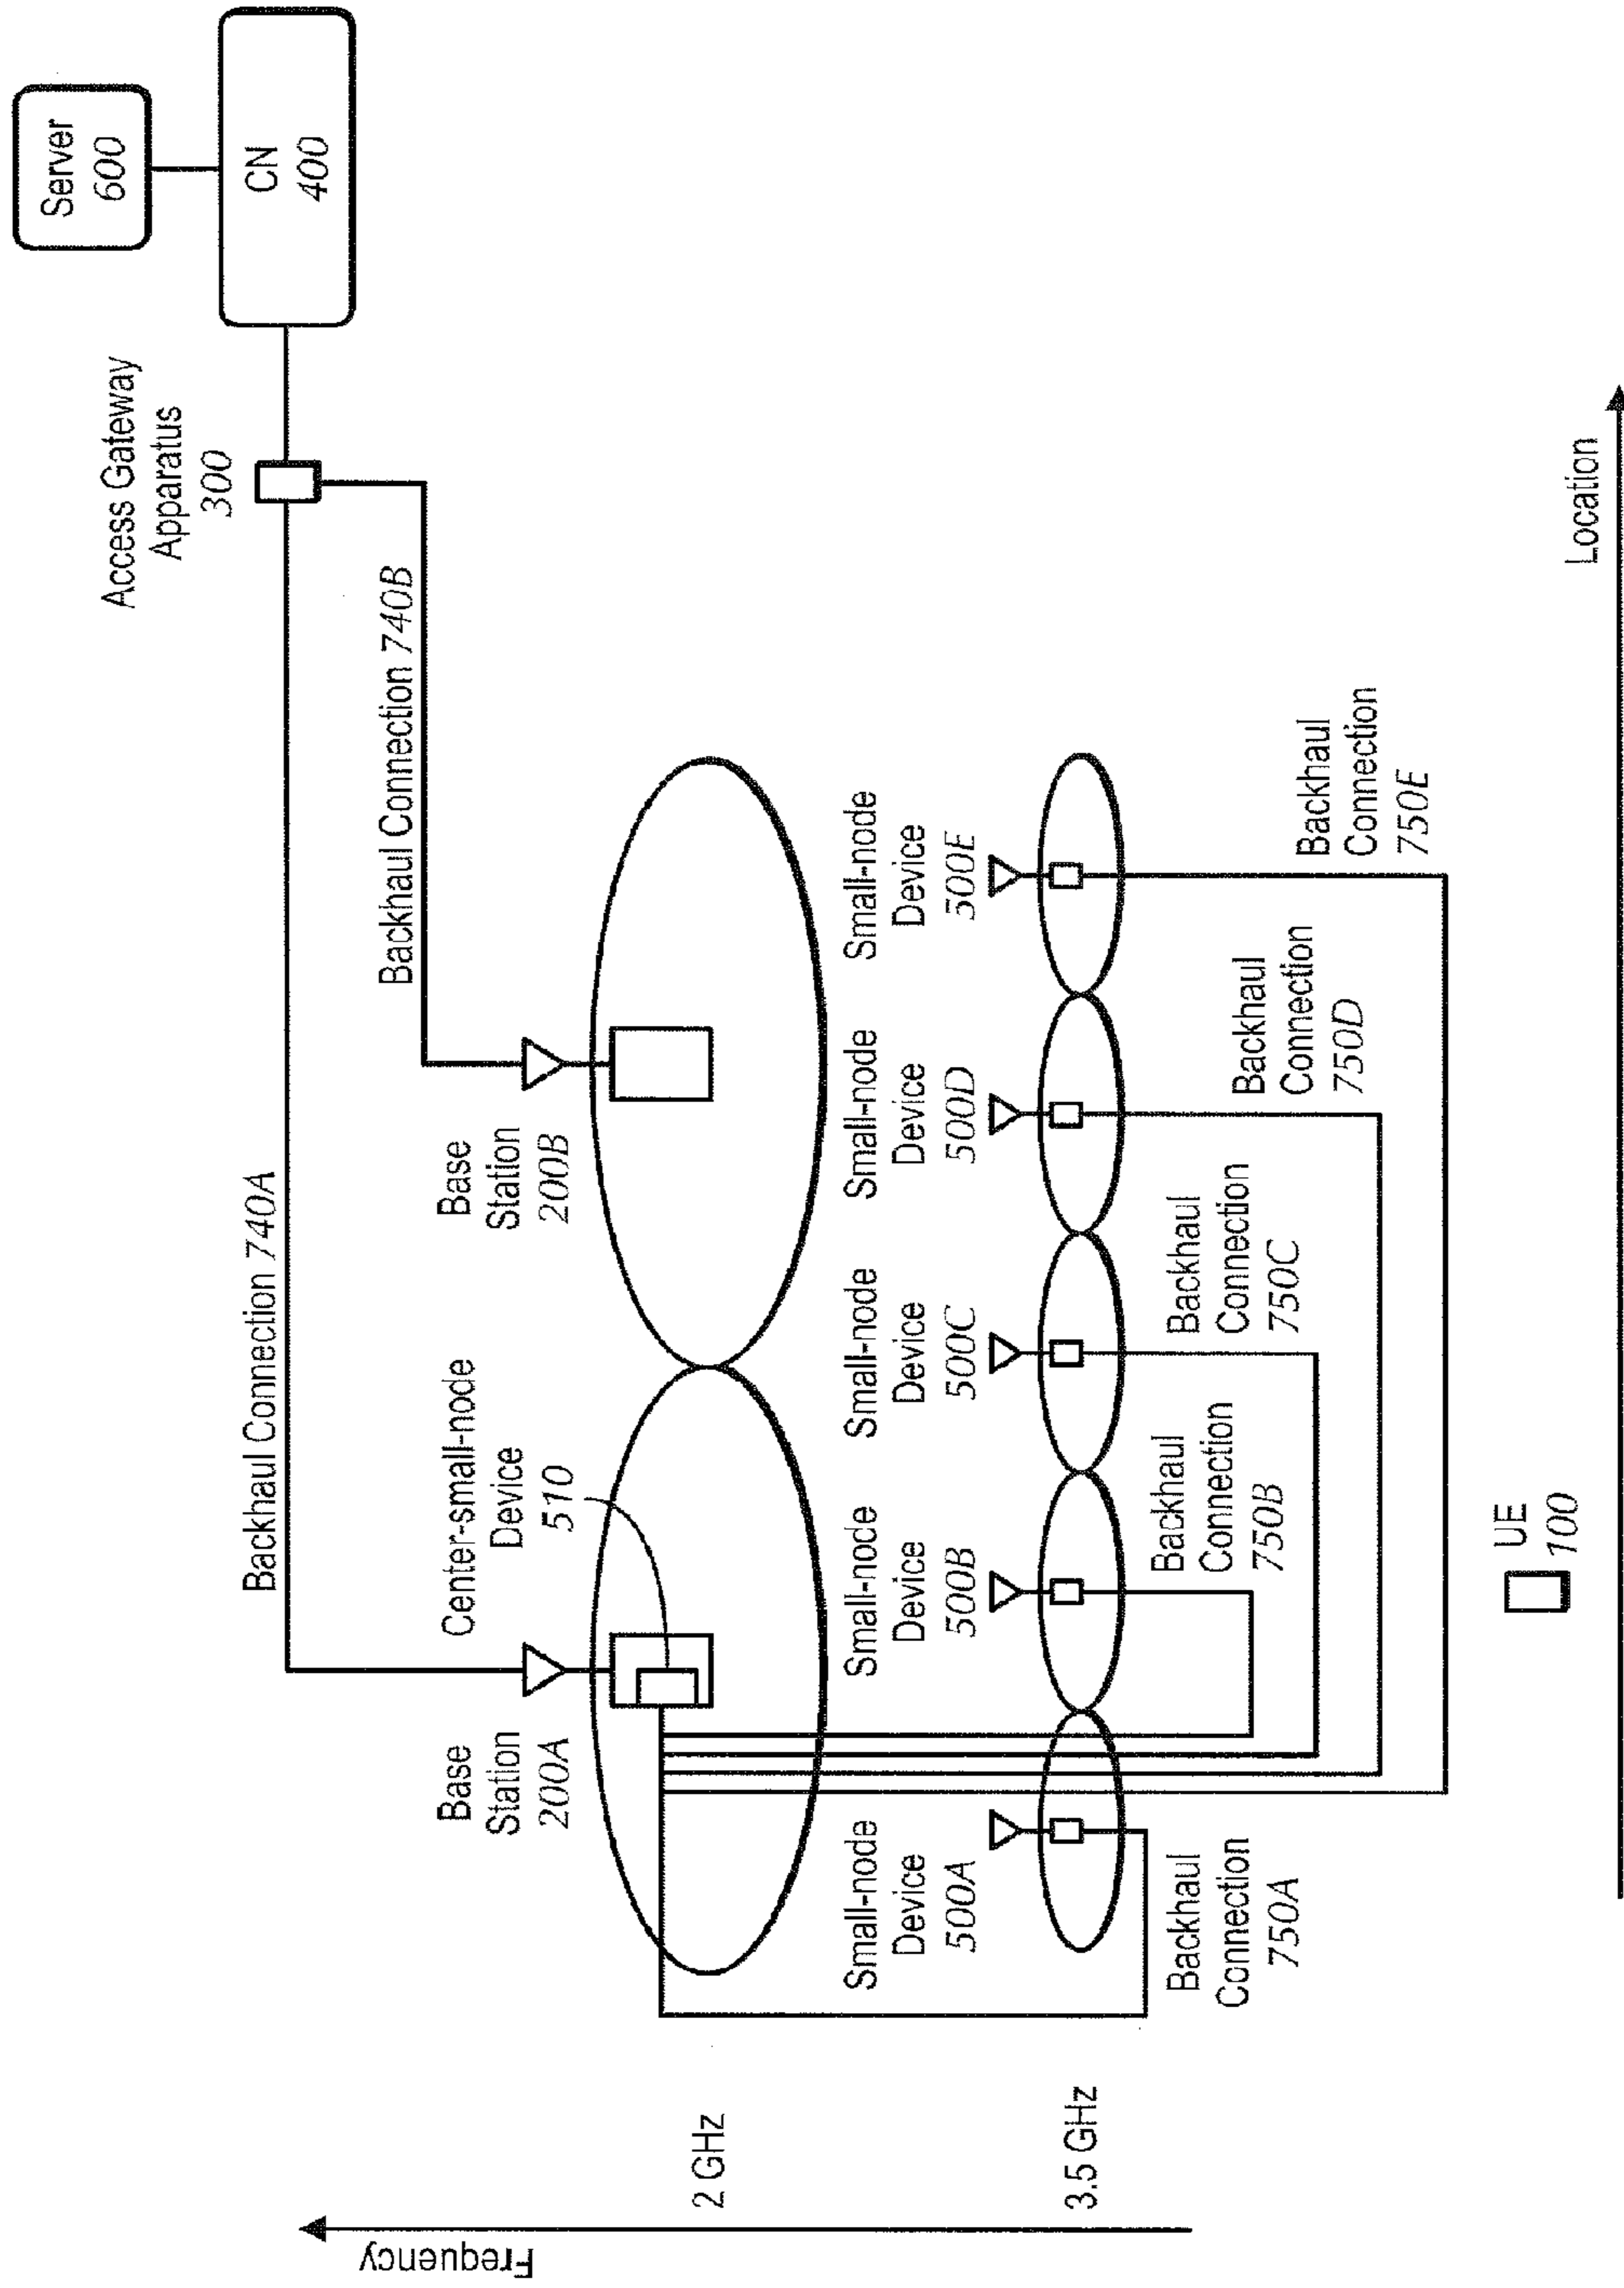 Server
600
CN
400
Access Gateway
Apparatus
300
Backhaul Connection 740A
Backhaul Connection 740B
Base
Station
200A
Center-small-node
Device
510
Base
Station
200B
Frequency
2 GHz
3.5 GHz
Small-node
Device
500A
Small-node
Device
500B
Small-node
Device
500C
Small-node
Device
500D
Small-node
Device
500E
Backhaul
Connection
750A
Backhaul
Connection
750B
Backhaul
Connection
750C
Backhaul
Connection
750D
Backhaul
Connection
750E
UE
100
Location